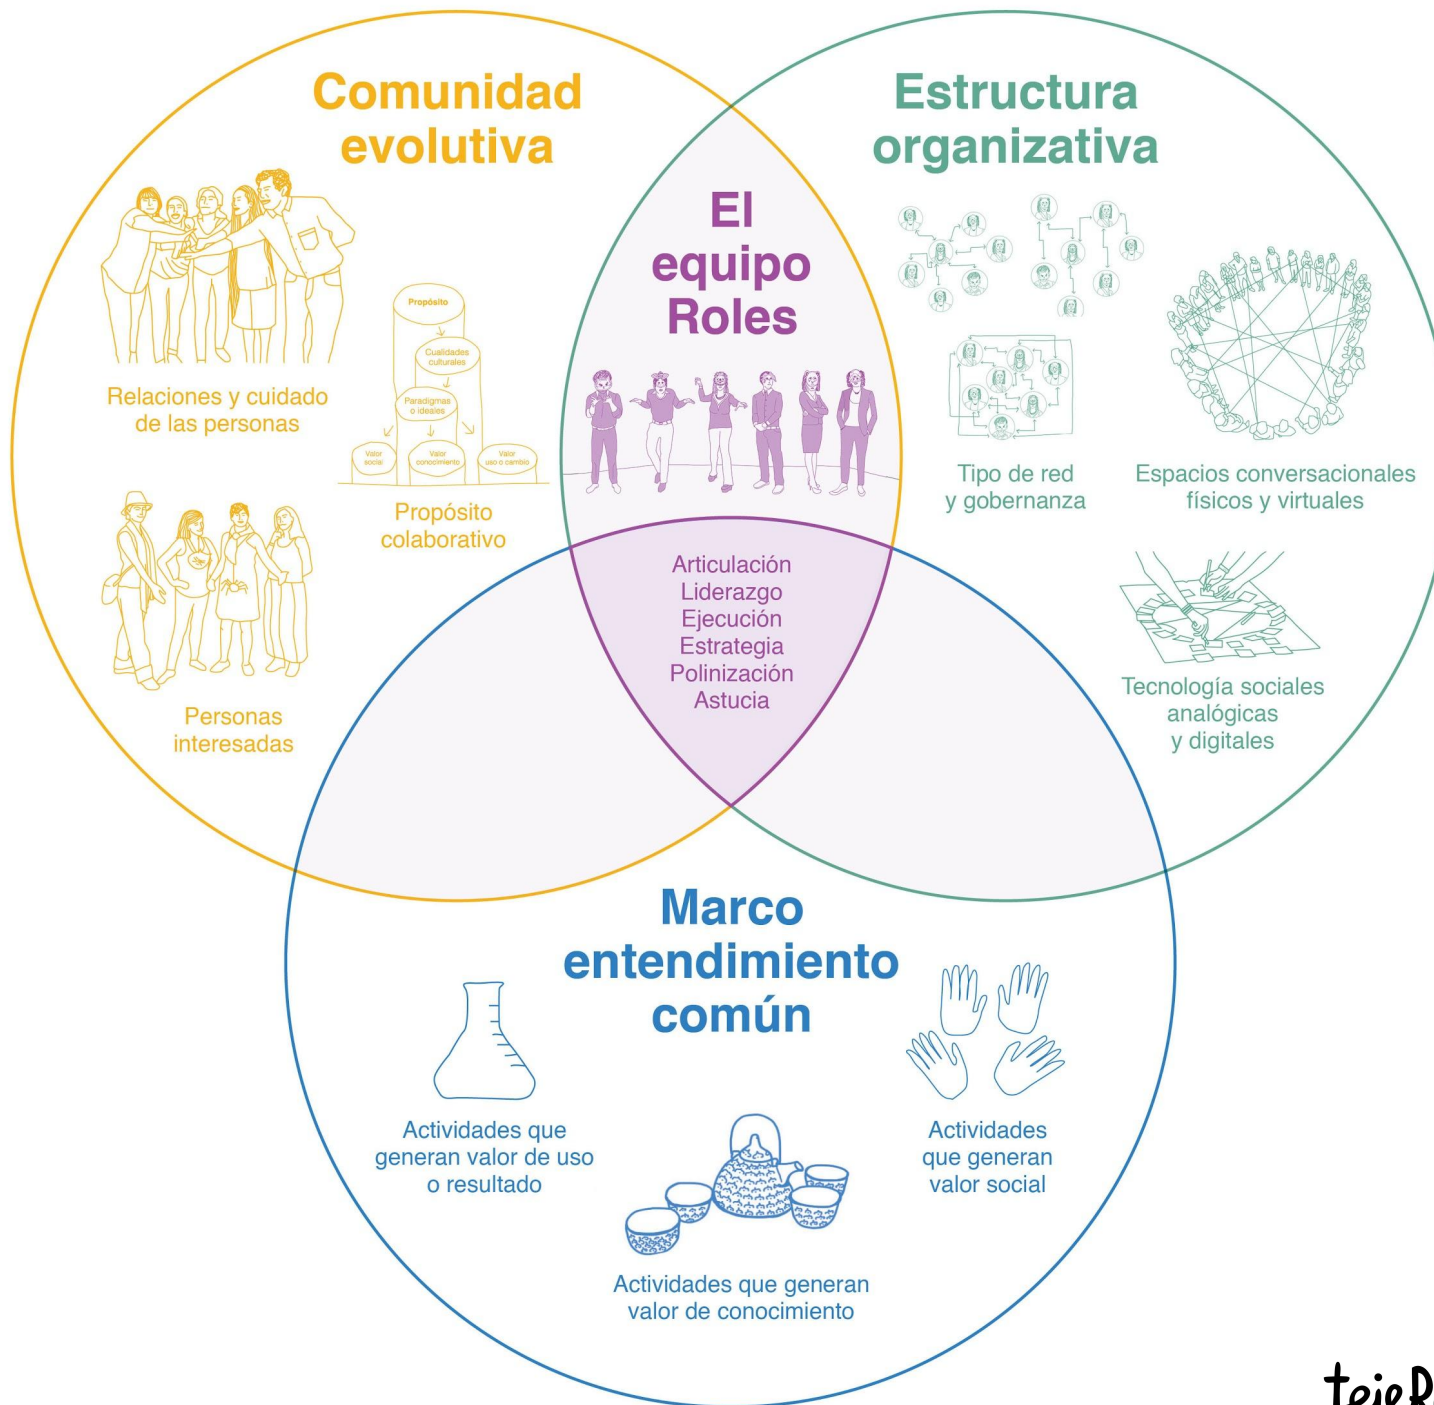 Comunidad
evolutiva
Relaciones y cuidado
de las personas
Propósito
Cualidades
culturales
Paradigmas
o ideales
Valor
social
Valor
conocimiento
Valor
uso o cambio
Propósito
colaborativo
Personas
interesadas
El
equipo
Roles
Articulación
Liderazgo
Ejecución
Estrategia
Polinización
Astucia
Estructura
organizativa
Tipo de red
y gobernanza
Espacios conversacionales
físicos y virtuales
Tecnología sociales
analógicas
y digitales
Marco
entendimiento
común
Actividades que
generan valor de uso
o resultado
Actividades que generan
valor de conocimiento
Actividades
que generan
valor social